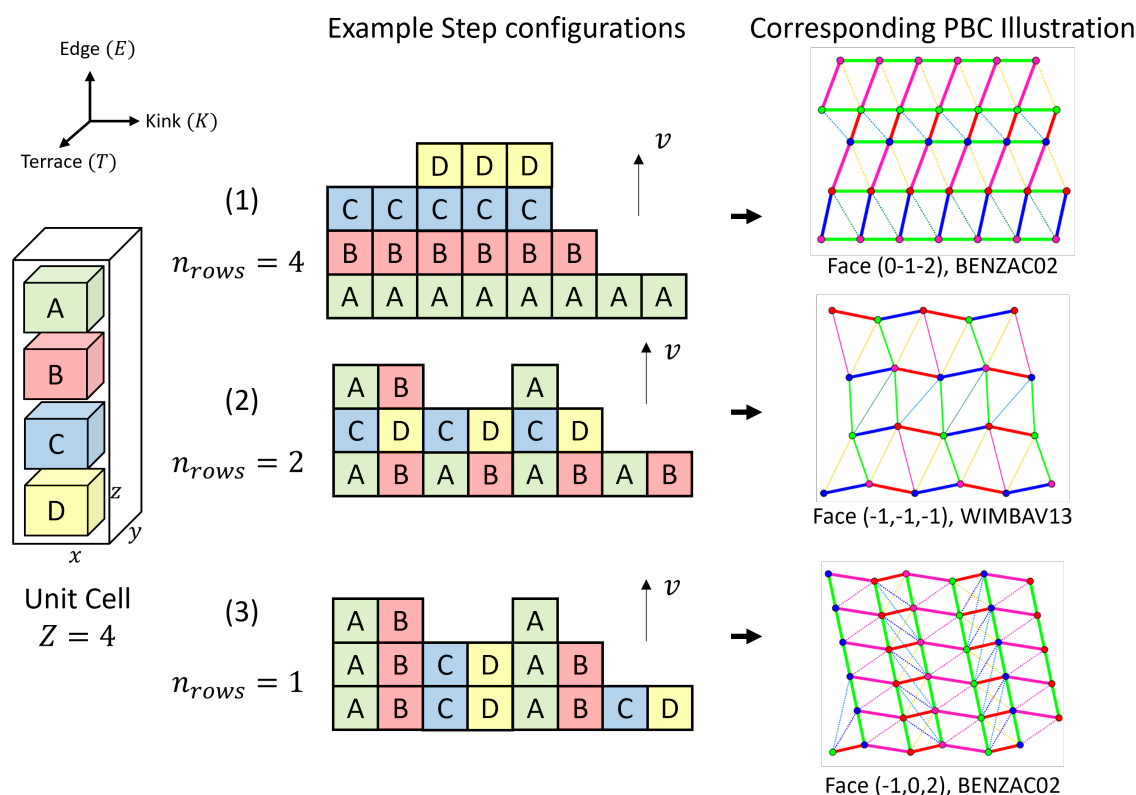 Example Step configurations
Corresponding PBC Illustration
Edge (E)
Kink (K)
Terrace (T)
A
B
C
D
z
y
x
Unit Cell
Z = 4
(1)
n_rows = 4
D D D
C C C C C
B B B B B B
A A A A A A A A
v
Face (0-1-2), BENZAC02
(2)
n_rows = 2
A B A
C D C D C D
A B A B A B A B
v
Face (-1,-1,-1), WIMBAV13
(3)
n_rows = 1
A B A
A B C D A B
A B C D A B C D
v
Face (-1,0,2), BENZAC02